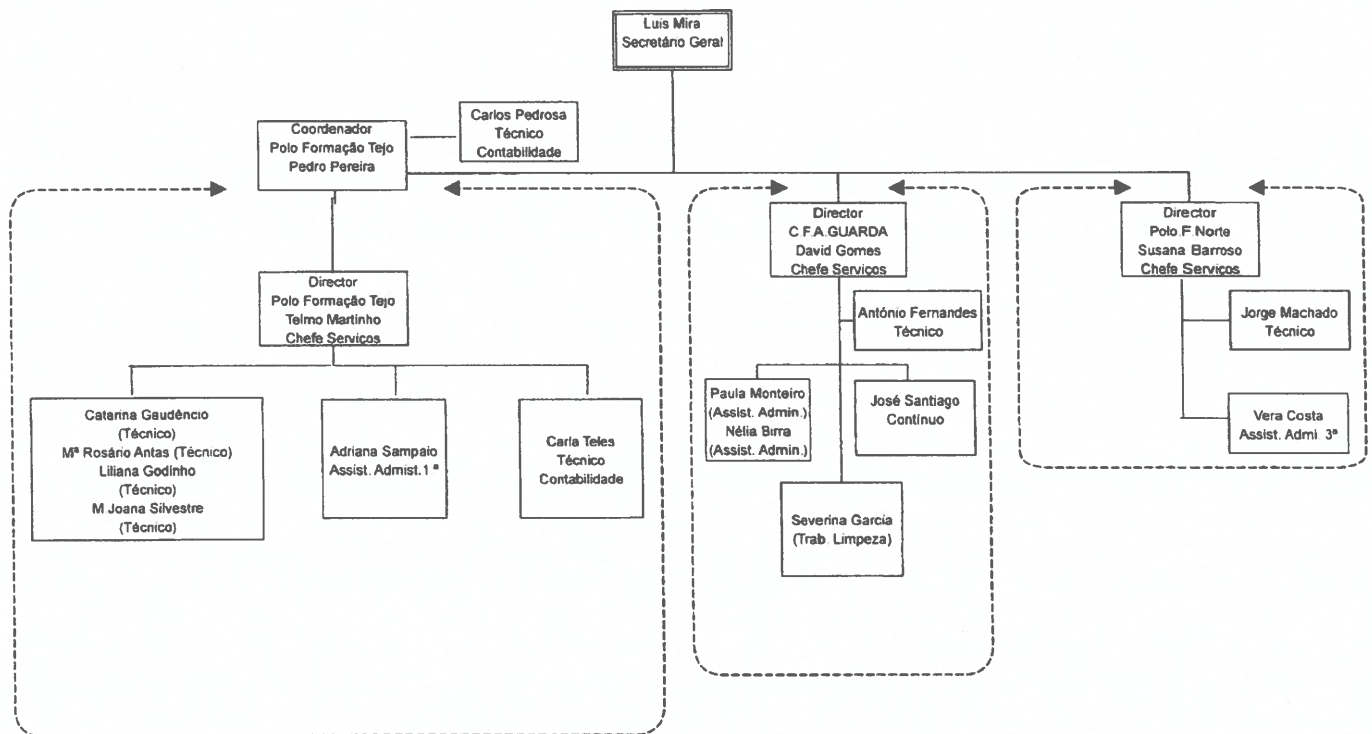 Luis Mira
Secretário Geral
Carlos Pedrosa
Técnico
Contabilidade
Coordenador
Polo Formação Tejo
Pedro Pereira
Director
C F.A.GUARDA
David Gomes
Chefe Serviços
Director
Polo.F.Norte
Susana Barroso
Chefe Serviços
Director
Polo Formação Tejo
Telmo Martinho
Chefe Serviços
António Fernandes
Técnico
Jorge Machado
Técnico
Catarina Gaudêncio
(Técnico)
Mª Rosário Antas (Técnico)
Liliana Godinho
(Técnico)
M Joana Silvestre
(Técnico)
Adriana Sampaio
Assist. Admist.1 ª
Carla Teles
Técnico
Contabilidade
Paula Monteiro
(Assist. Admin.)
Nélia Birra
(Assist. Admin.)
José Santiago
Contínuo
Vera Costa
Assist. Admi 3ª
Severina García
(Trab. Limpeza)